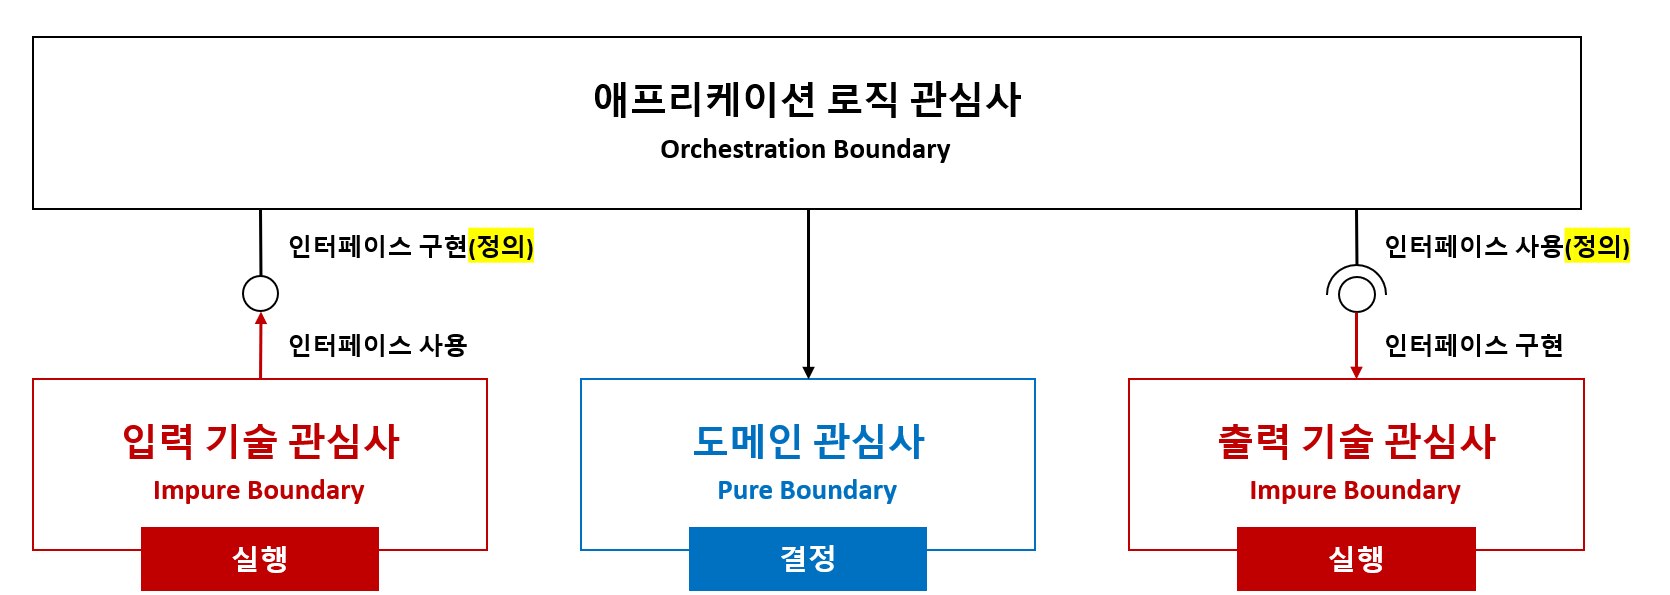 애프리케이션 로직 관심사
Orchestration Boundary
인터페이스 구현(정의)
인터페이스 사용
인터페이스 사용(정의)
인터페이스 구현
입력 기술 관심사
Impure Boundary
실행
도메인 관심사
Pure Boundary
결정
출력 기술 관심사
Impure Boundary
실행